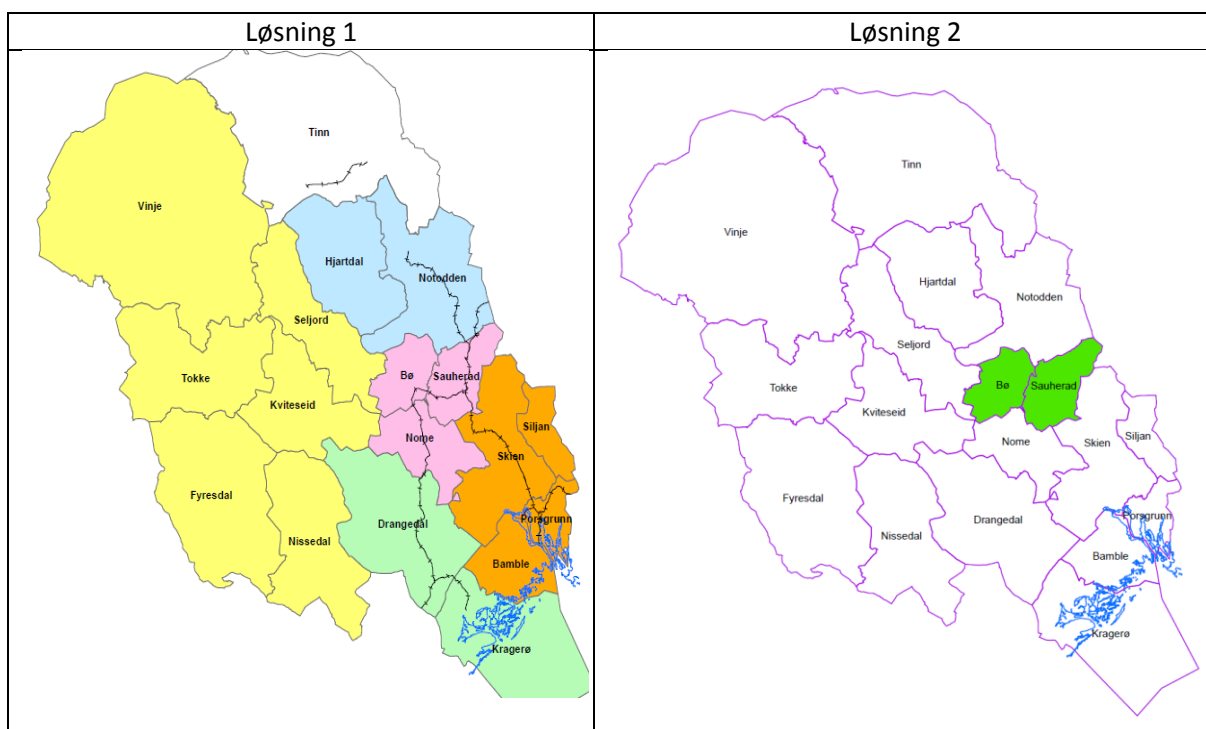 Løsning 1
Løsning 2
Tinn
Vinje
Hjartdal
Notodden
Seljord
Bø
Sauherad
Tokke
Kviteseid
Nome
Siljan
Skien
Fyresdal
Drangedal
Porsgrunn
Nissedal
Bamble
Kragerø
Tinn
Vinje
Hjartdal
Notodden
Seljord
Bø
Sauherad
Tokke
Kviteseid
Nome
Skien
Siljan
Fyresdal
Drangedal
Porsgrunn
Nissedal
Bamble
Kragerø